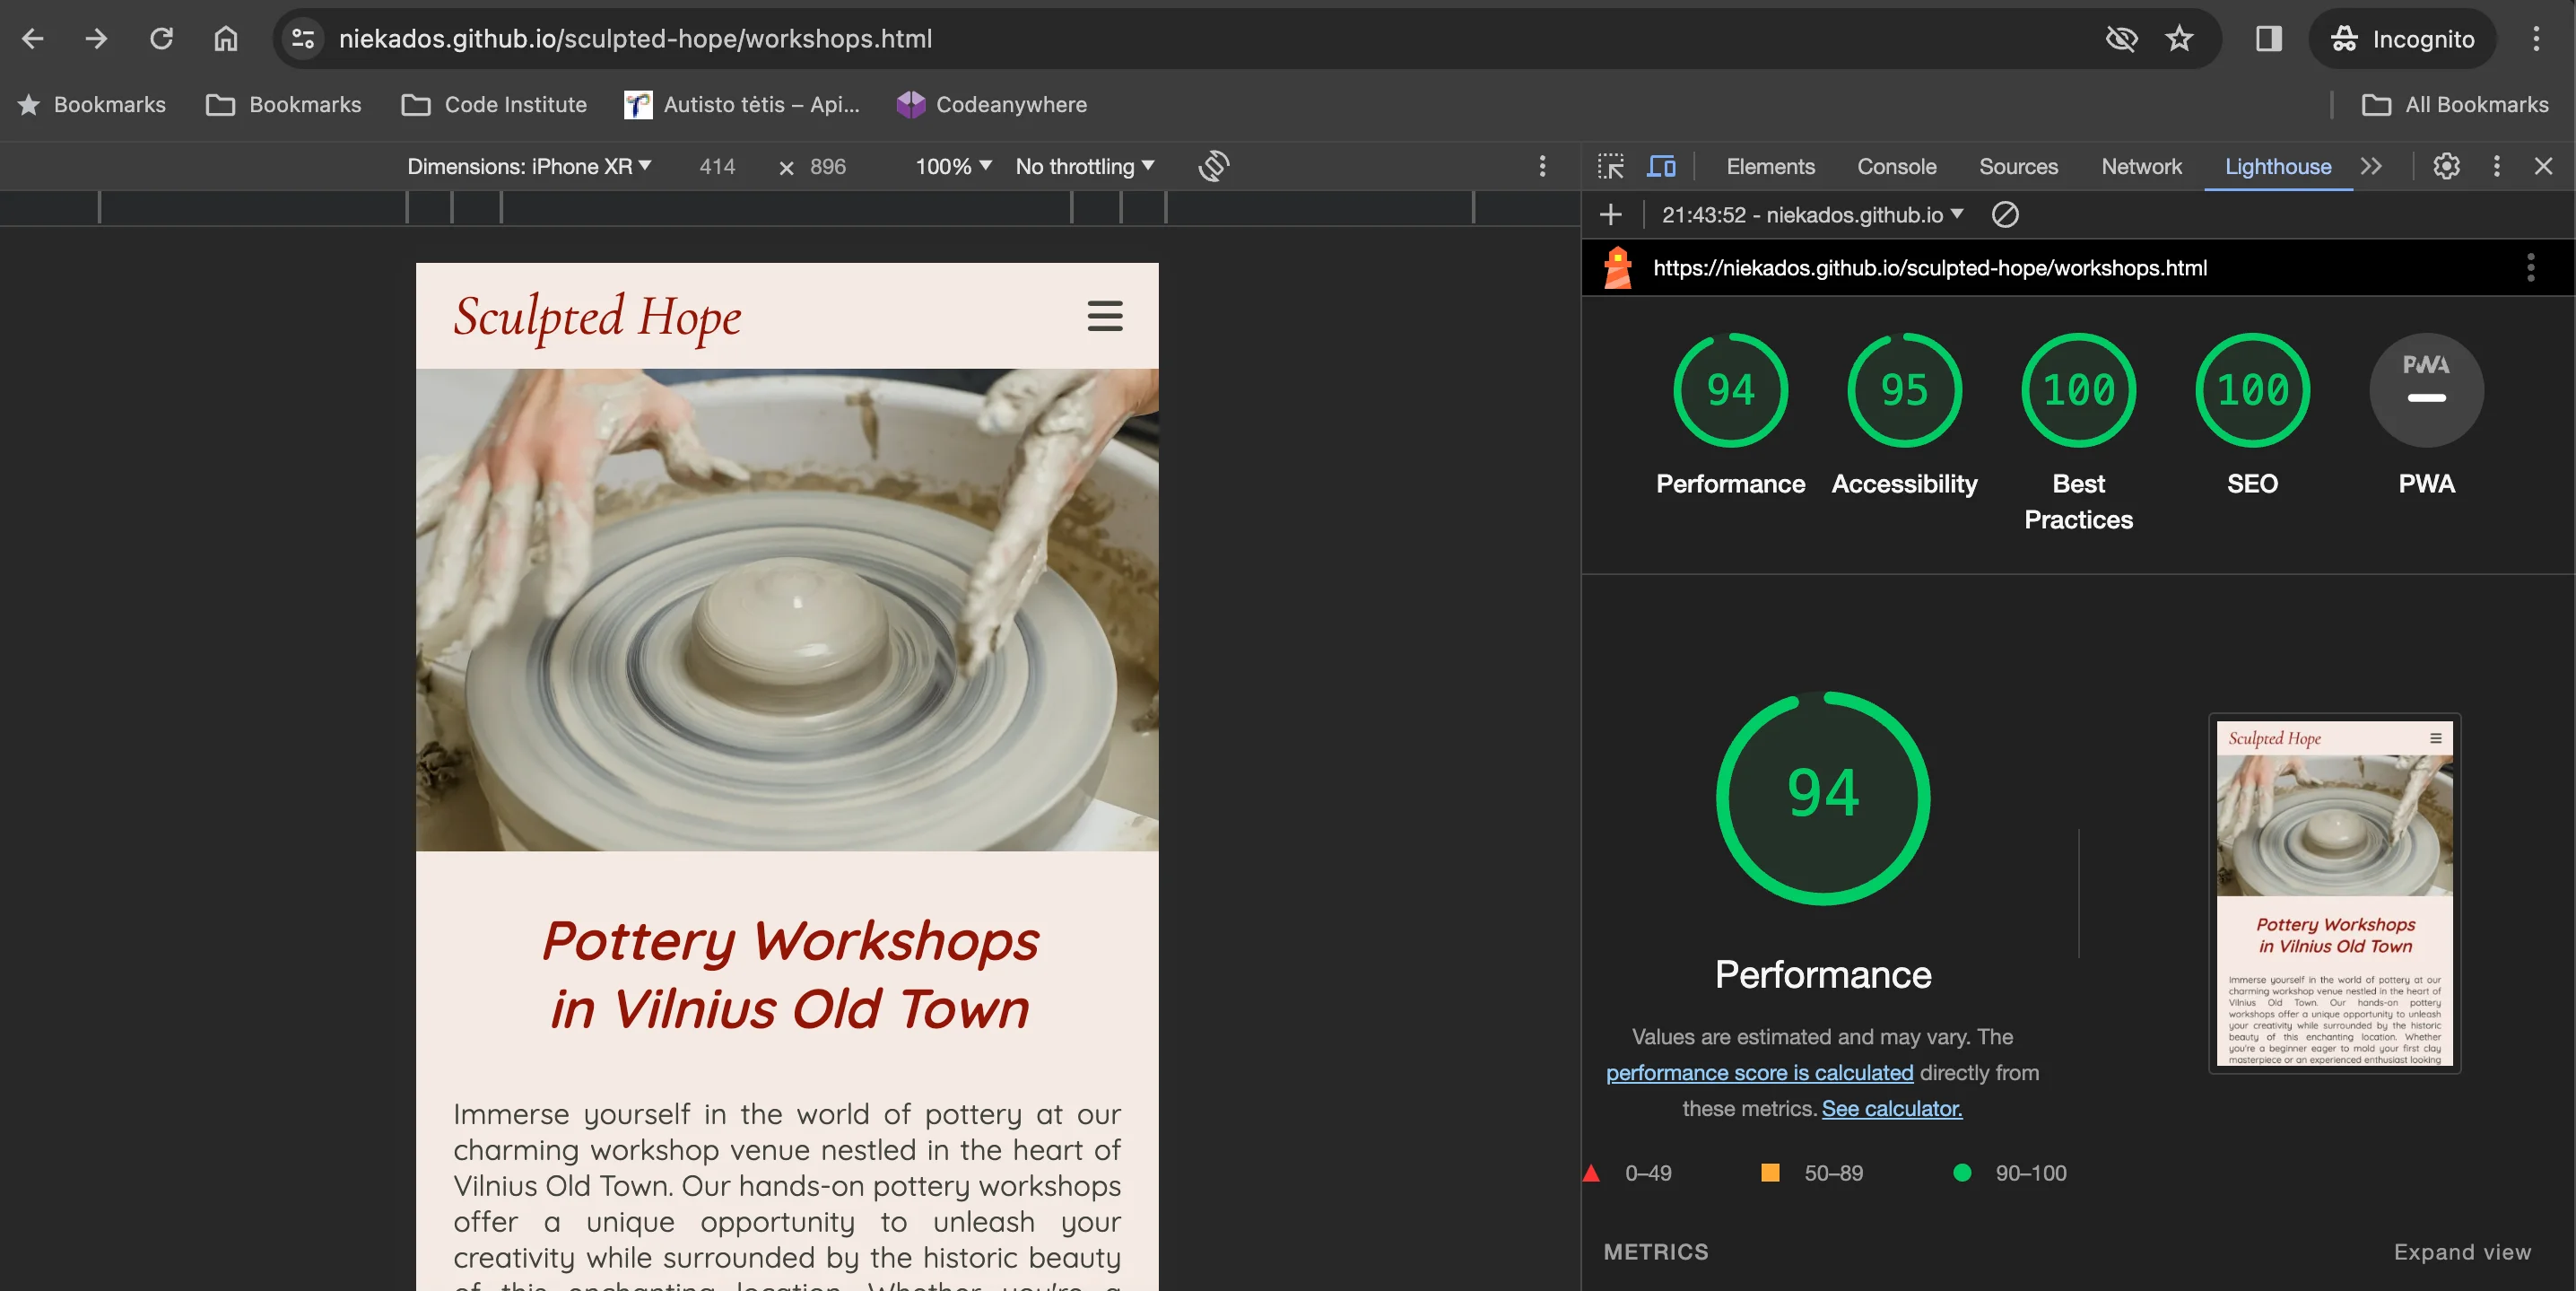 niekados.github.io/sculpted-hope/workshops.html
Incognito
Bookmarks
Bookmarks
Code Institute
Autisto tėtis – Api...
Codeanywhere
All Bookmarks
Dimensions: iPhone XR
414
×
896
100%
No throttling
Elements
Console
Sources
Network
Lighthouse
21:43:52 - niekados.github.io
https://niekados.github.io/sculpted-hope/workshops.html
Sculpted Hope
Pottery Workshops
in Vilnius Old Town
Immerse yourself in the world of pottery at our
charming workshop venue nestled in the heart of
Vilnius Old Town. Our hands-on pottery workshops
offer a unique opportunity to unleash your
creativity while surrounded by the historic beauty
of this enchanting location. Whether you're a
94
95
100
100
PWA
Performance
Accessibility
Best
Practices
SEO
PWA
94
Performance
Values are estimated and may vary. The
performance score is calculated directly from
these metrics. See calculator.
0–49
50–89
90–100
Sculpted Hope
Pottery Workshops
in Vilnius Old Town
Immerse yourself in the world of pottery at our
charming workshop venue nestled in the heart of
Vilnius Old Town. Our hands-on pottery
workshops offer a unique opportunity to unleash
your creativity while surrounded by the historic
beauty of this enchanting location. Whether
you're a beginner eager to mold your first clay
masterpiece or an experienced enthusiast looking
METRICS
Expand view